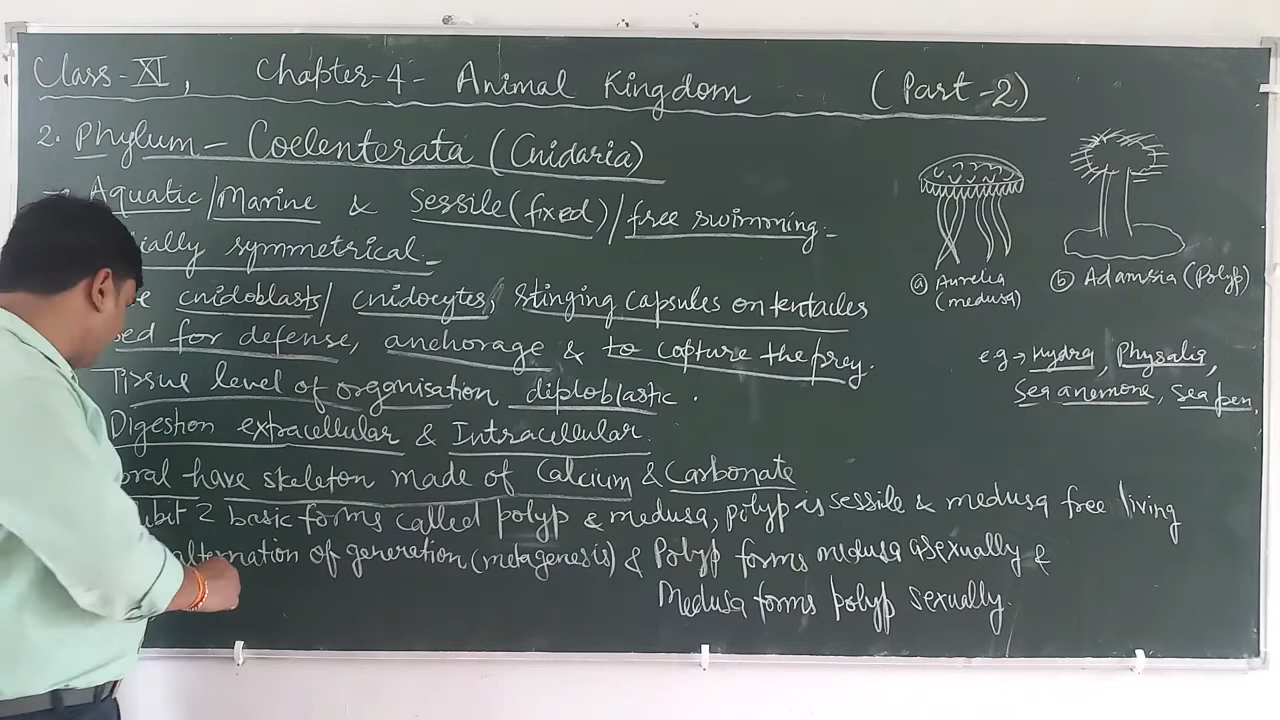 Class-XI, Chapter-4- Animal Kingdom (Part-2)
2. Phylum- Coelenterata (Cnidaria)
→ Aquatic/Marine & Sessile(fixed)/free swimming.
ially symmetrical.
e cnidoblasts/ cnidocytes, stinging capsules on tentacles
ed for defense, anchorage & to capture the prey.
Tissue level of organisation diploblastic.
Digestion extracellular & Intracellular.
oral have skeleton made of Calcium & Carbonate
ibit 2 basic forms called polyp & medusa, polyp is sessile & medusa free living
alternation of generation (metagenesis) & Polyp forms medusa asexually &
Medusa forms polyp sexually.
ⓐ Aurelia
(medusa)
ⓑ Adamsia (Polyp)
eg → Hydra, Physalia,
Sea anemone, Sea pen.